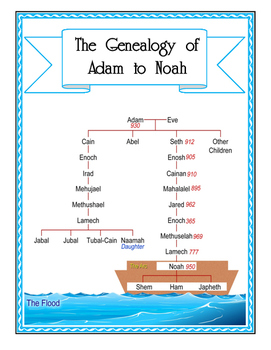 The Genealogy of
Adam to Noah
Adam Eve
930
Cain Abel Seth 912 Other
Children
Enoch Enosh 905
Irad Cainan 910
Mehujael Mahalalel 895
Methushael Jared 962
Lamech Enoch 365
Jabal Jubal Tubal-Cain Naamah Methuselah 969
Daughter
Lamech 777
Noah 950
Shem Ham Japheth
The Flood